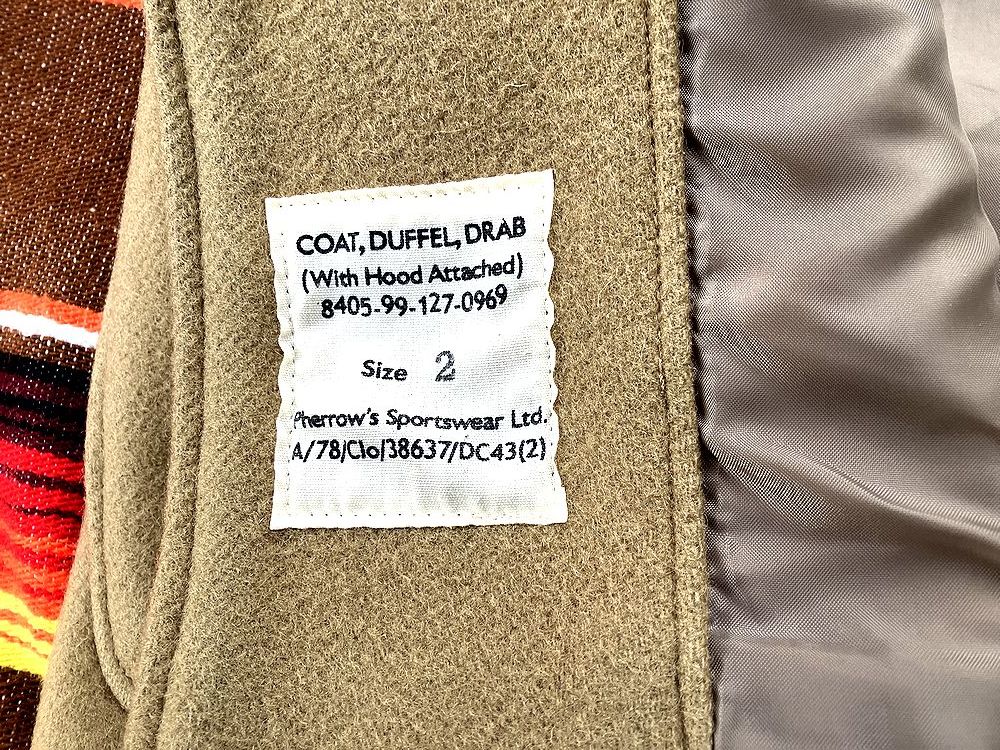 COAT, DUFFEL, DRAB
(With Hood Attached)
8405-99-127-0969
Size 2
Pherrow's Sportswear Ltd.
A/78/Clo/38637/DC43(2)